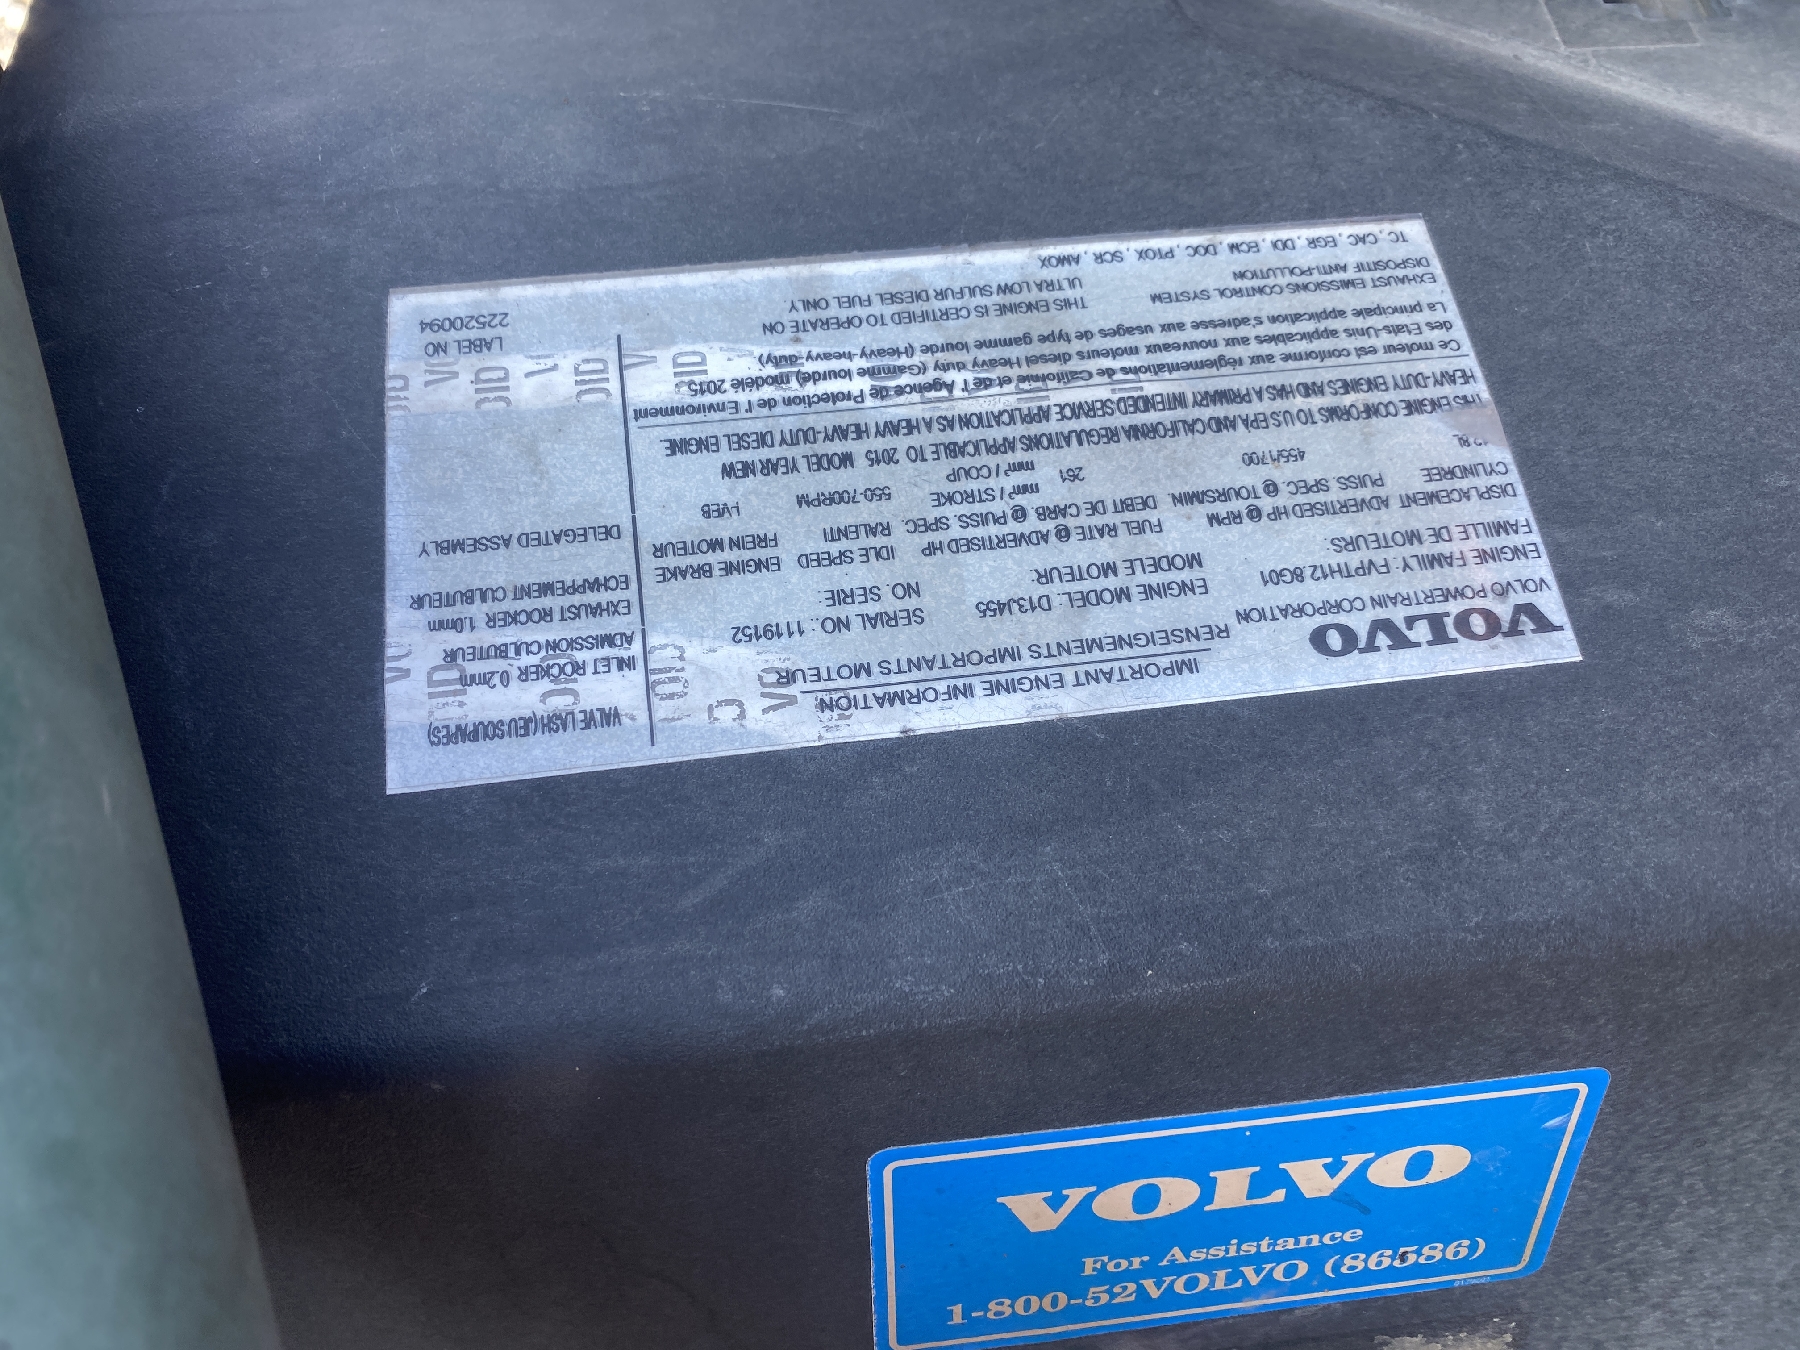 IMPORTANT ENGINE INFORMATION
RENSEIGNEMENTS IMPORTANTS MOTEUR
VOLVO
VOLVO POWERTRAIN CORPORATION
ENGINE FAMILY: FVPTH12.8G01
FAMILLE DE MOTEURS:
ENGINE MODEL: D13J455
MODELE MOTEUR:
SERIAL NO.: 1119152
NO. SERIE:
DISPLACEMENT ADVERTISED HP @ RPM FUEL RATE @ ADVERTISED HP IDLE SPEED ENGINE BRAKE
CYLINDREE PUISS. SPEC. @ TOURS/MIN. DEBIT DE CARB. @ PUISS. SPEC. RALENTI FREIN MOTEUR
12.8L 455/1700 261 mm³ / STROKE 550-700RPM I-VEB
mm³ / COUP
THIS ENGINE CONFORMS TO US EPA AND CALIFORNIA REGULATIONS APPLICABLE TO 2015 MODEL YEAR NEW
HEAVY-DUTY ENGINES AND HAS A PRIMARY INTENDED SERVICE APPLICATION AS A HEAVY HEAVY-DUTY DIESEL ENGINE
Ce moteur est conforme aux réglementations de Californie et de l' Agence de Protection de l' Environment
des Etats-Unis applicables aux nouveaux moteurs diesel Heavy Heavy duty (Gamme lourde) modèle 2015
La principale application s'adresse aux usages de type gamme lourde (Heavy-heavy-duty)
EXHAUST EMISSIONS CONTROL SYSTEM
DISPOSITIF ANTI-POLLUTION
TC, CAC, EGR, DDI, ECM, DOC, PTOX, SCR, AMOX
THIS ENGINE IS CERTIFIED TO OPERATE ON
ULTRA LOW SULFUR DIESEL FUEL ONLY.
VALVE LASH (JEU SOUPAPES)
INLET ROCKER 0.2mm
ADMISSION CULBUTEUR
EXHAUST ROCKER 1.0mm
ECHAPPEMENT CULBUTEUR
DELEGATED ASSEMBLY
LABEL NO
22520094
VOLVO
For Assistance
1-800-52VOLVO (86586)